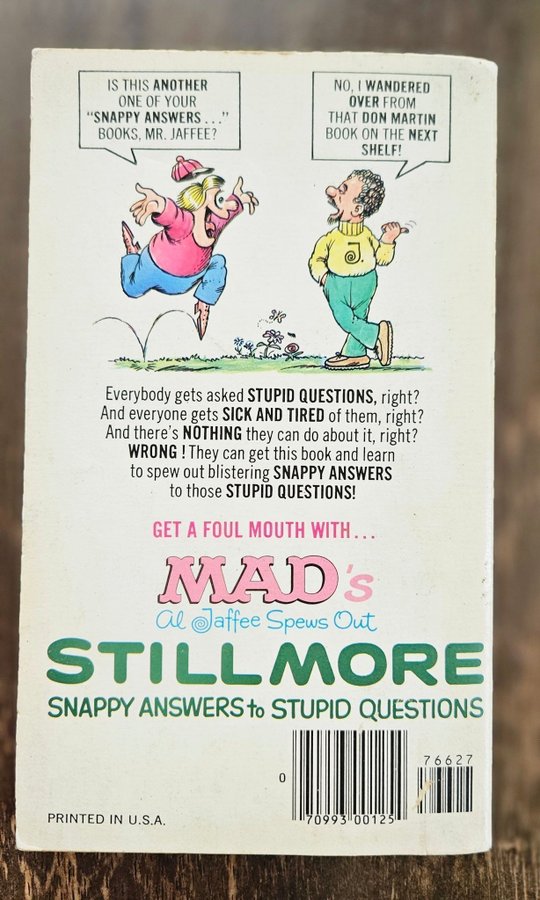 IS THIS ANOTHER
ONE OF YOUR
"SNAPPY ANSWERS..."
BOOKS, MR. JAFFEE?
NO, I WANDERED
OVER FROM
THAT DON MARTIN
BOOK ON THE NEXT
SHELF!
J.
Everybody gets asked STUPID QUESTIONS, right?
And everyone gets SICK AND TIRED of them, right?
And there's NOTHING they can do about it, right?
WRONG! They can get this book and learn
to spew out blistering SNAPPY ANSWERS
to those STUPID QUESTIONS!
GET A FOUL MOUTH WITH...
MAD's
Al Jaffee Spews Out
STILL MORE
SNAPPY ANSWERS to STUPID QUESTIONS
76627
0
70993 00125
PRINTED IN U.S.A.